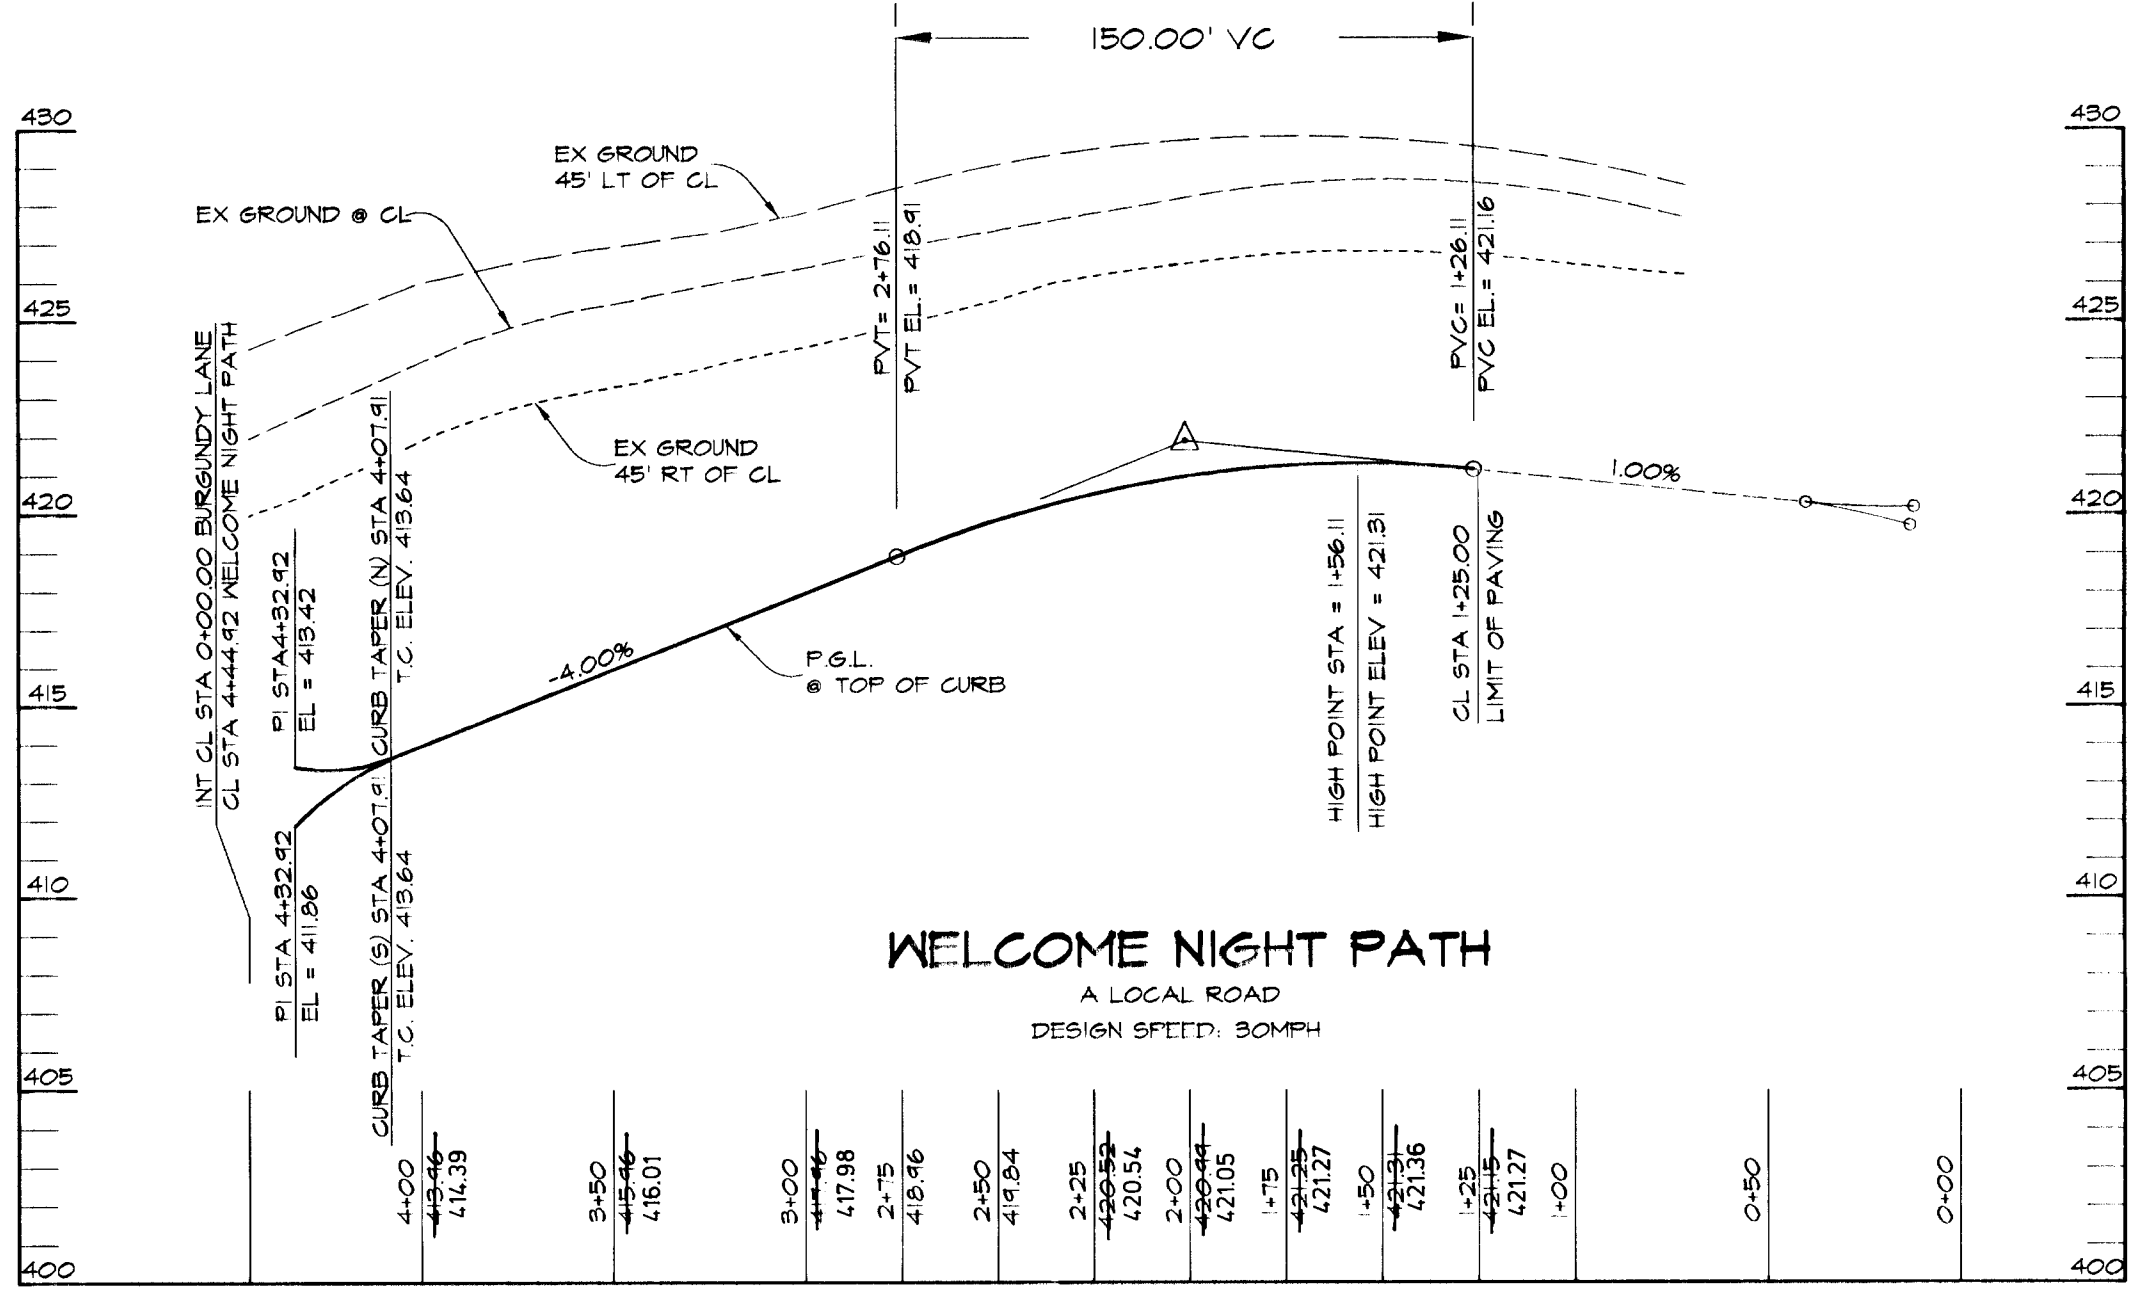 150.00' VC
430
425
420
415
410
405
400
430
425
420
415
410
405
400
EX GROUND
45' LT OF CL
EX GROUND @ CL
EX GROUND
45' RT OF CL
PVT= 2+76.11
PVT EL.= 418.91
PVC= 1+26.11
PVC EL.= 421.16
INT CL STA 0+00.00 BURGUNDY LANE
CL STA 4+44.92 WELCOME NIGHT PATH
PI STA4+32.92
EL = 413.42
CURB TAPER (N) STA 4+07.91
T.C. ELEV. 413.64
PI STA 4+32.92
EL = 411.86
CURB TAPER (S) STA 4+07.91
T.C. ELEV. 413.64
-4.00%
P.G.L.
@ TOP OF CURB
1.00%
HIGH POINT STA = 1+56.11
HIGH POINT ELEV = 421.31
CL STA 1+25.00
LIMIT OF PAVING
WELCOME NIGHT PATH
A LOCAL ROAD
DESIGN SPEED: 30MPH
4+00
413.96
414.39
3+50
415.96
416.01
3+00
417.96
417.98
2+75
418.96
2+50
419.84
2+25
420.52
420.54
2+00
420.99
421.05
1+75
421.25
421.27
1+50
421.31
421.36
1+25
421.15
421.27
1+00
0+50
0+00